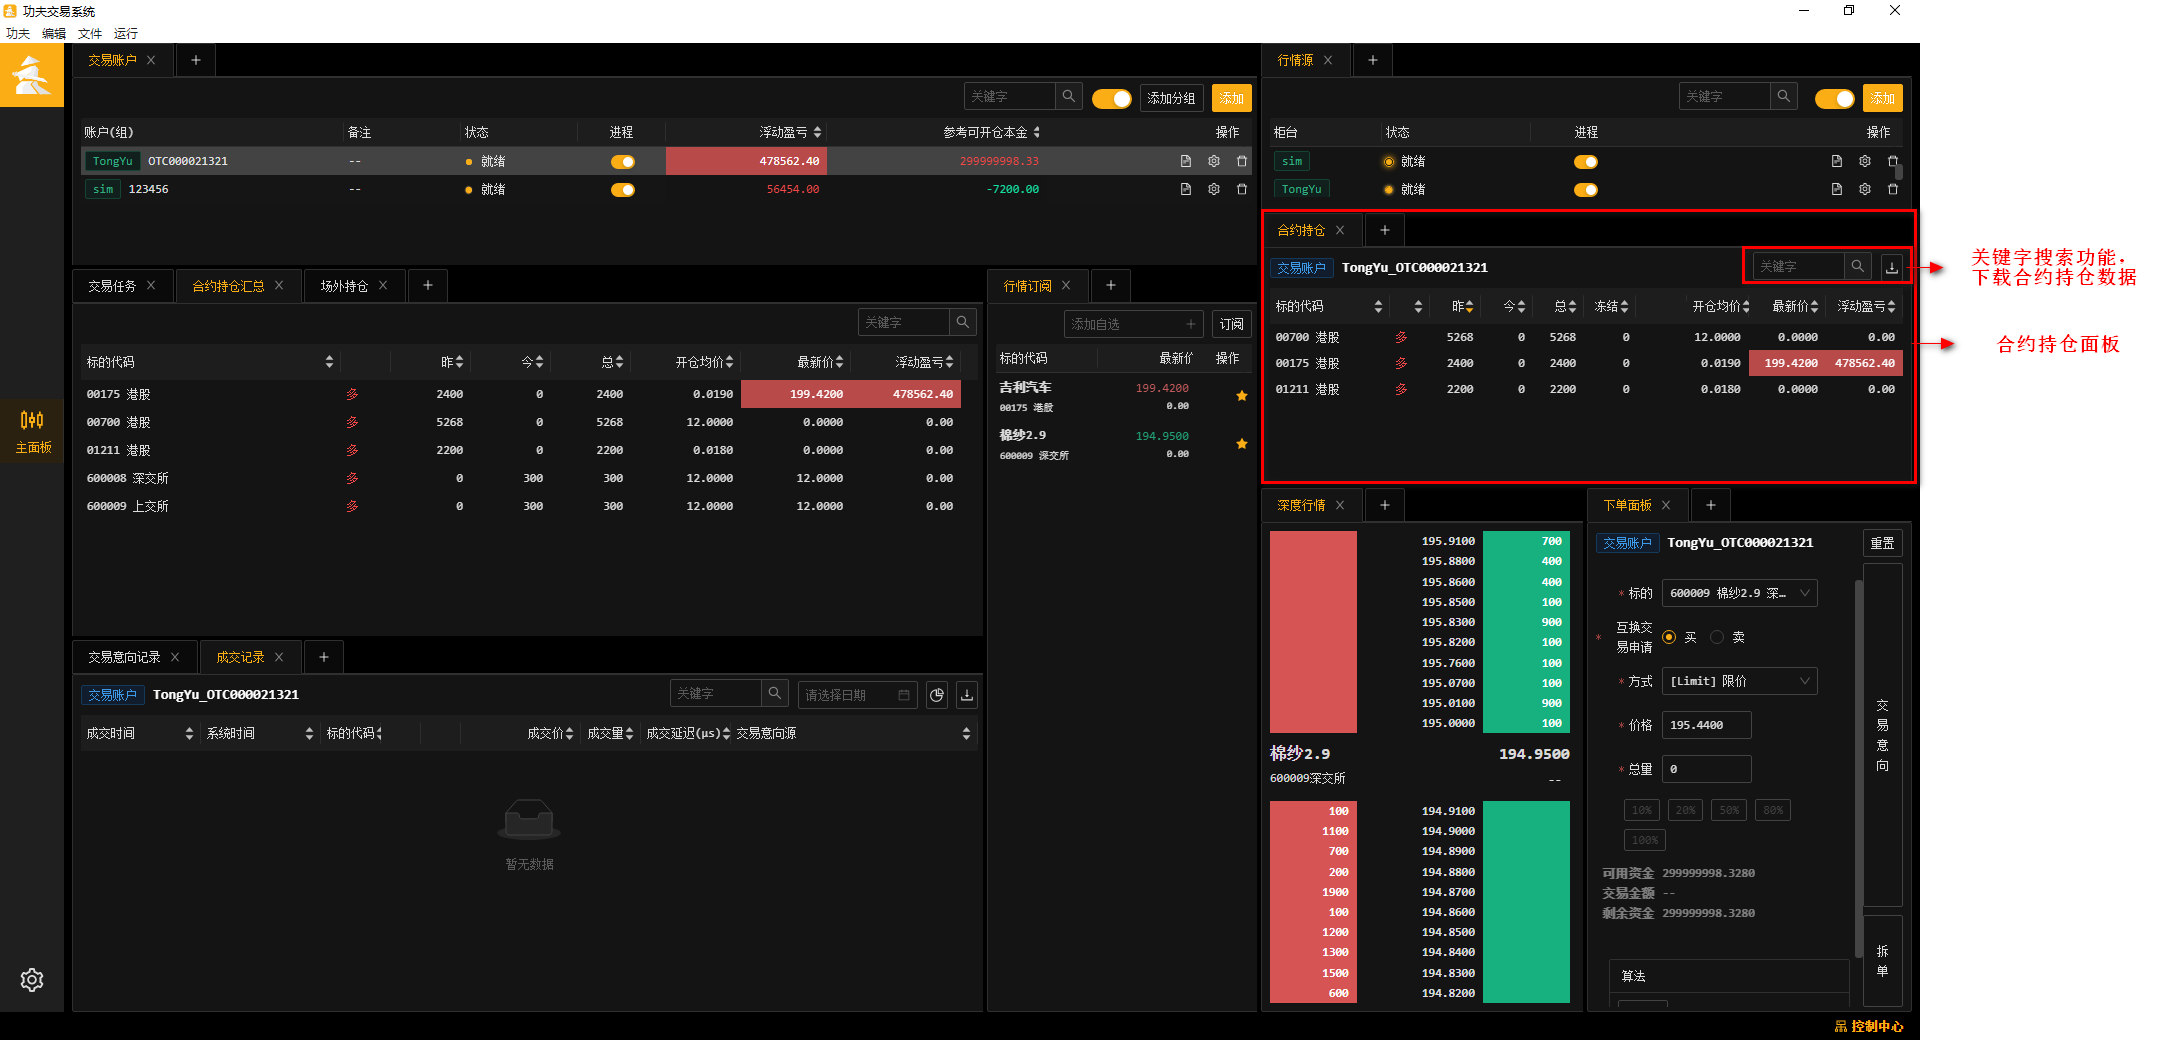 功夫交易系统
功夫 编辑 文件 运行
交易账户
关键字
添加分组
添加
账户(组) 备注 状态 进程 浮动盈亏 参考可开仓本金 操作
TongYu OTC000021321 -- 就绪 478562.40 299999998.33
sim 123456 -- 就绪 56454.00 -7200.00
行情源
关键字
添加
柜台 状态 进程 操作
sim 就绪
TongYu 就绪
合约持仓
交易账户 TongYu_OTC000021321
关键字
标的代码 昨 今 总 冻结 开仓均价 最新价 浮动盈亏
00700 港股 多 5268 0 5268 12.0000 0.0000 0.00
00175 港股 多 2400 0 2400 0.0190 199.4200 478562.40
01211 港股 多 2200 0 2200 0.0180 0.0000 0.00
关键字搜索功能.
下载合约持仓数据
合约持仓面板
主面板
交易任务 合约持仓汇总 场外持仓
关键字
标的代码 昨 今 总 开仓均价 最新价 浮动盈亏
00175 港股 多 2400 0 2400 0.0190 199.4200 478562.40
00700 港股 多 5268 0 5268 12.0000 0.0000 0.00
01211 港股 多 2200 0 2200 0.0180 0.0000 0.00
600008 深交所 多 0 300 300 12.0000 12.0000 0.00
600009 上交所 多 0 300 300 12.0000 12.0000 0.00
行情订阅
添加自选
订阅
标的代码 最新价 操作
吉利汽车 199.4200
00175 港股 0.00
棉纱2.9 194.9500
600009 深交所 0.00
交易意向记录 成交记录
交易账户 TongYu_OTC000021321
关键字
请选择日期
成交时间 系统时间 标的代码 成交价 成交量 成交延迟(μs) 交易意向源
暂无数据
深度行情
195.9100 700
195.8800 400
195.8600 400
195.8500 100
195.8300 900
195.8200 100
195.7600 100
195.0700 100
195.0100 900
195.0000 100
棉纱2.9 194.9500
600009深交所 --
100 194.9100
1100 194.9000
700 194.8900
200 194.8800
1900 194.8700
100 194.8600
1200 194.8500
1300 194.8400
1500 194.8300
600 194.8200
下单面板
交易账户 TongYu_OTC000021321
重置
* 标的 600009 棉纱2.9 深...
* 互换交易申请 买 卖
* 方式 [Limit] 限价
* 价格 195.4400
* 总量 0
10% 20% 50% 80%
100%
可用资金 299999998.3280
交易金额 --
剩余资金 299999998.3280
算法
交易意向
拆单
控制中心